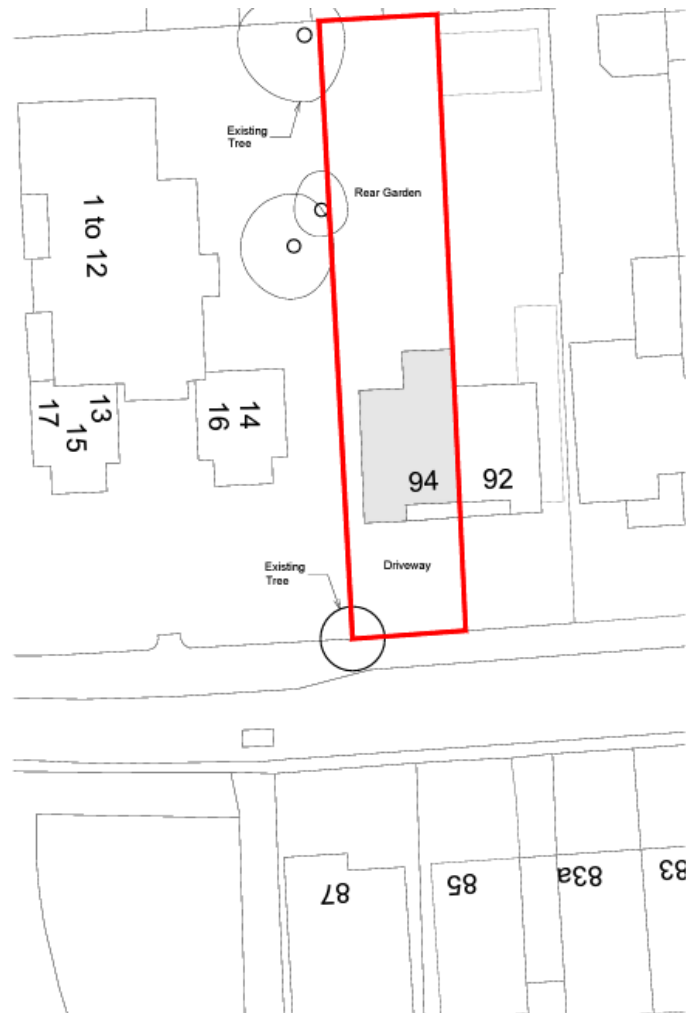 Existing
Tree
Rear Garden
1 to 12
13
15
17
14
16
94
92
Existing
Tree
Driveway
87
85
83a
83